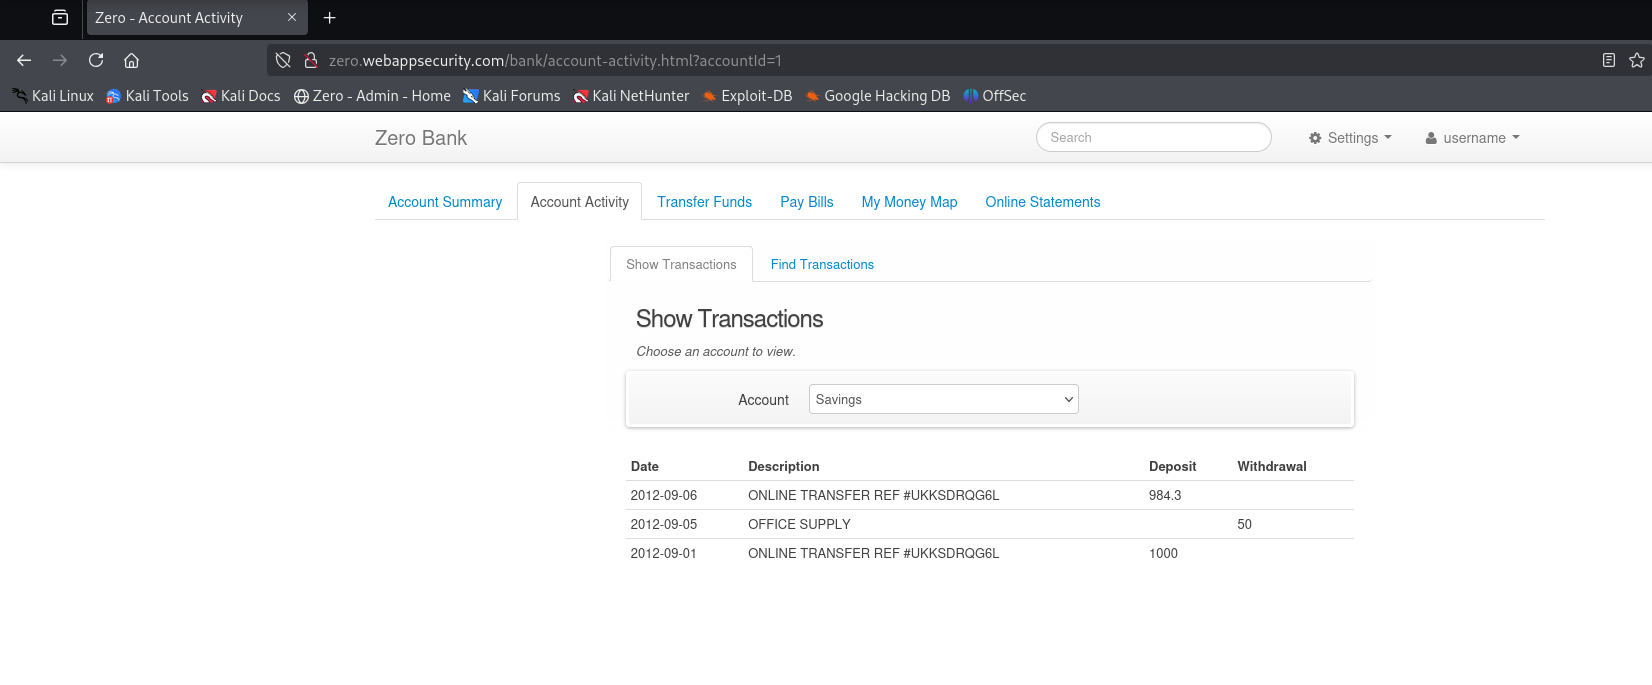 Zero - Account Activity
zero.webappsecurity.com/bank/account-activity.html?accountId=1
Kali Linux Kali Tools Kali Docs Zero - Admin - Home Kali Forums Kali NetHunter Exploit-DB Google Hacking DB OffSec
Zero Bank Search Settings username
Account Summary Account Activity Transfer Funds Pay Bills My Money Map Online Statements
Show Transactions Find Transactions
Show Transactions
Choose an account to view.
Account Savings
Date Description Deposit Withdrawal
2012-09-06 ONLINE TRANSFER REF #UKKSDRQG6L 984.3
2012-09-05 OFFICE SUPPLY 50
2012-09-01 ONLINE TRANSFER REF #UKKSDRQG6L 1000